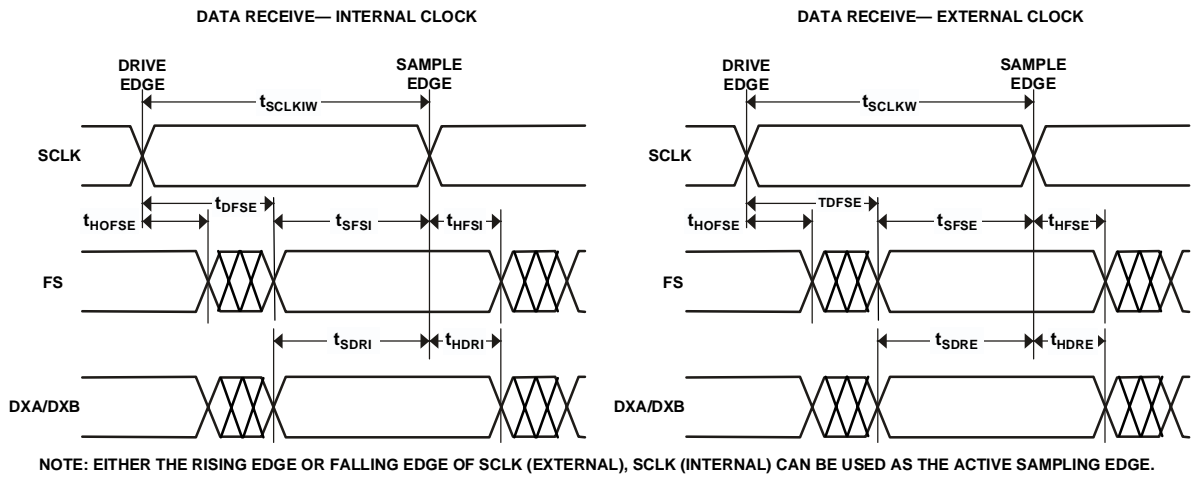 DATA RECEIVE— INTERNAL CLOCK
DRIVE
EDGE
SAMPLE
EDGE
tSCLKIW
SCLK
tDFSE
tHOFSE
tSFSI
tHFSI
FS
tSDRI
tHDRI
DXA/DXB
DATA RECEIVE— EXTERNAL CLOCK
DRIVE
EDGE
SAMPLE
EDGE
tSCLKW
SCLK
TDFSE
tHOFSE
tSFSE
tHFSE
FS
tSDRE
tHDRE
DXA/DXB
NOTE: EITHER THE RISING EDGE OR FALLING EDGE OF SCLK (EXTERNAL), SCLK (INTERNAL) CAN BE USED AS THE ACTIVE SAMPLING EDGE.